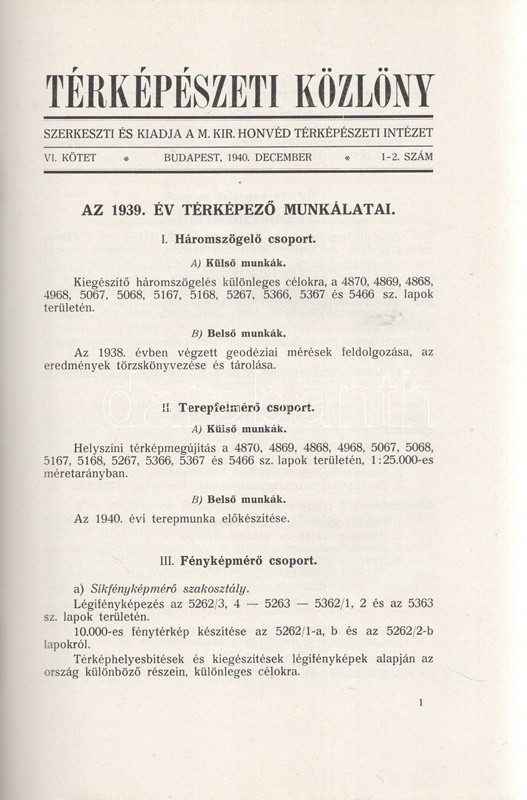 TÉRKÉPÉSZETI KÖZLÖNY
SZERKESZTI ÉS KIADJA A M. KIR. HONVÉD TÉRKÉPÉSZETI INTÉZET
VI. KÖTET * BUDAPEST, 1940. DECEMBER * 1-2. SZÁM
AZ 1939. ÉV TÉRKÉPEZŐ MUNKÁLATAI.
I. Háromszögelő csoport.
A) Külső munkák.
Kiegészítő háromszögelés különleges célokra, a 4870, 4869, 4868,
4968, 5067, 5068, 5167, 5168, 5267, 5366, 5367 és 5466 sz. lapok
területén.
B) Belső munkák.
Az 1938. évben végzett geodéziai mérések feldolgozása, az
eredmények törzskönyvezése és tárolása.
II. Terepfelmérő csoport.
A) Külső munkák.
Helyszíni térképmegújítás a 4870, 4869, 4868, 4968, 5067, 5068,
5167, 5168, 5267, 5366, 5367 és 5466 sz. lapok területén, 1:25.000-es
méretarányban.
B) Belső munkák.
Az 1940. évi terepmunka előkészítése.
III. Fényképmérő csoport.
a) Síkfényképmérő szakosztály.
Légifényképezés az 5262/3, 4 — 5263 — 5362/1, 2 és az 5363
sz. lapok területén.
10.000-es fénytérkép készítése az 5262/1-a, b és az 5262/2-b
lapokról.
Térképhelyesbítések és kiegészítések légifényképek alapján az
ország különböző részein, különleges célokra.
1
darabanth